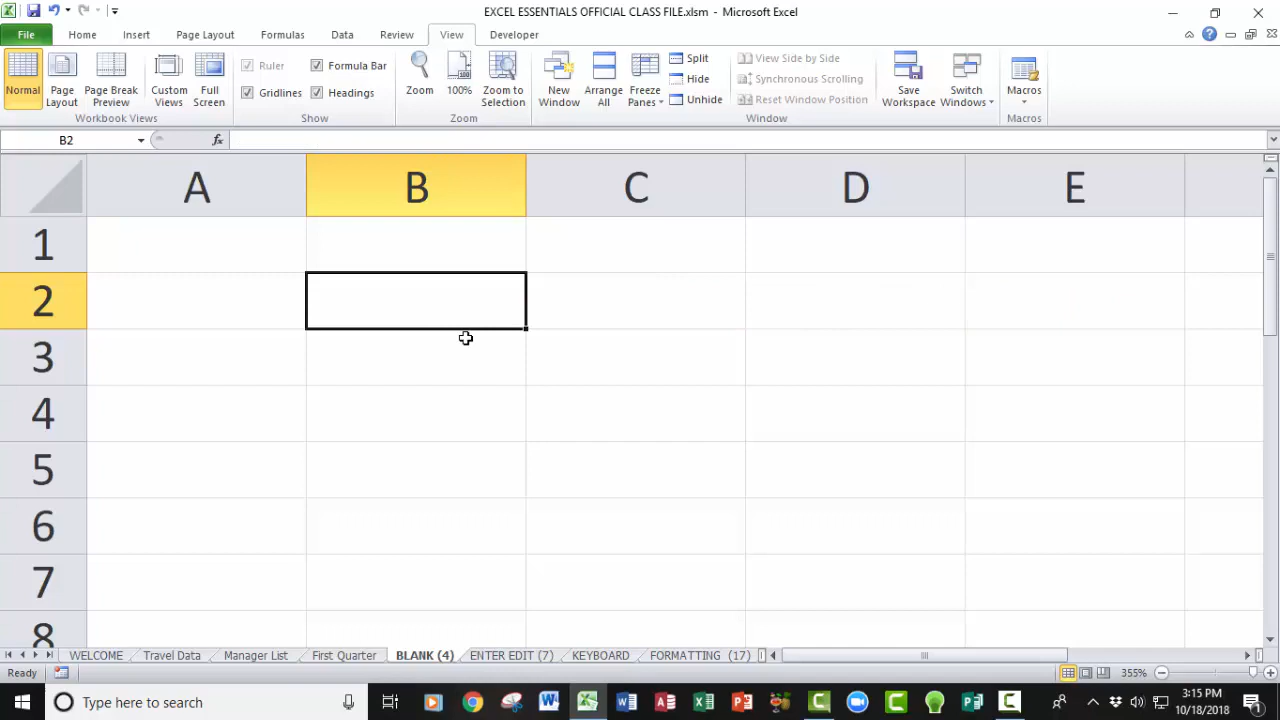 EXCEL ESSENTIALS OFFICIAL CLASS FILE.xlsm - Microsoft Excel
File Home Insert Page Layout Formulas Data Review View Developer
Normal Page Layout Page Break Preview Custom Views Full Screen
Workbook Views
Ruler Formula Bar
Gridlines Headings
Show
Zoom 100% Zoom to Selection
Zoom
New Window Arrange All Freeze Panes
Split
Hide
Unhide
View Side by Side
Synchronous Scrolling
Reset Window Position
Window
Save Workspace Switch Windows
Macros
Macros
B2 fx
A B C D E
1
2
3
4
5
6
7
8
WELCOME Travel Data Manager List First Quarter BLANK (4) ENTER EDIT (7) KEYBOARD FORMATTING (17)
Ready 355%
Type here to search
3:15 PM
10/18/2018
1